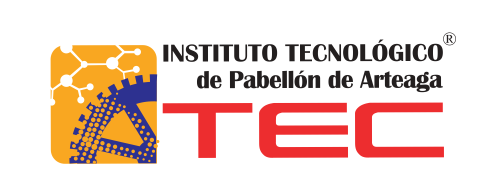 INSTITUTO TECNOLÓGICO®
de Pabellón de Arteaga
TEC